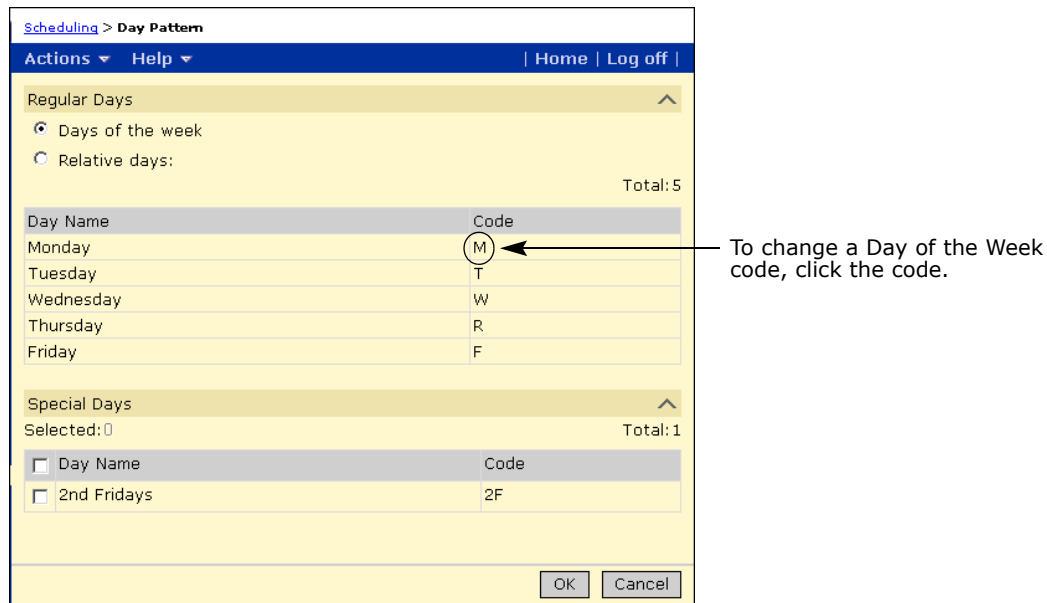 Scheduling > Day Pattern
Actions Help | Home | Log off |
Regular Days
Days of the week
Relative days:
Total: 5
Day Name Code
Monday M
Tuesday T
Wednesday W
Thursday R
Friday F
To change a Day of the Week
code, click the code.
Special Days
Selected: 0 Total: 1
Day Name Code
2nd Fridays 2F
OK Cancel